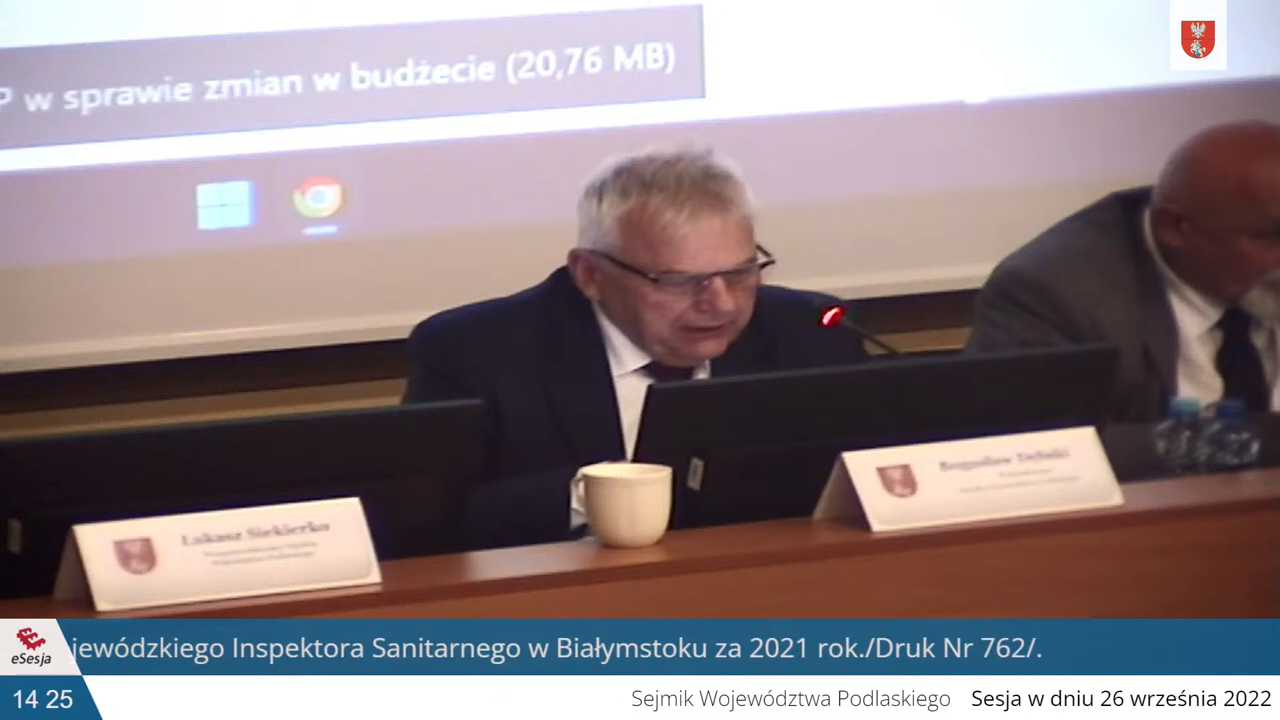 P w sprawie zmian w budżecie (20,76 MB)
Łukasz Siekierko
Bogusław Dębski
jewódzkiego Inspektora Sanitarnego w Białymstoku za 2021 rok./Druk Nr 762/.
eSesja
14 25
Sejmik Województwa Podlaskiego Sesja w dniu 26 września 2022